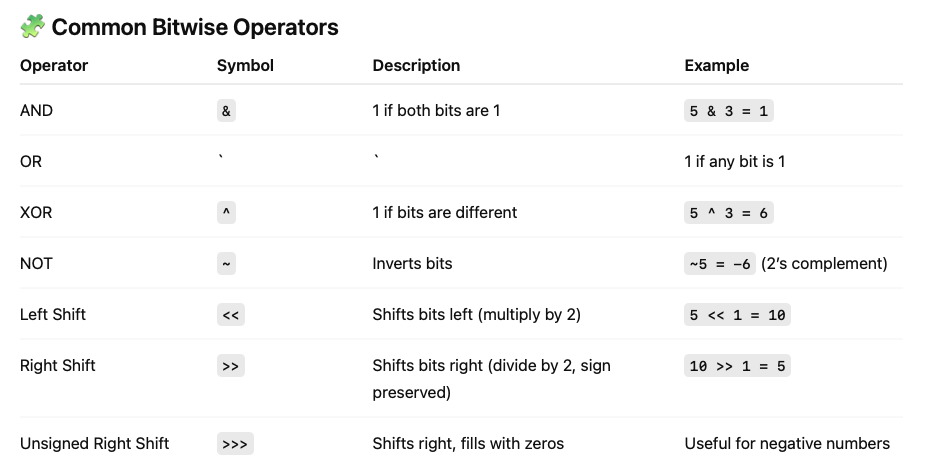 🧩 Common Bitwise Operators
Operator Symbol Description Example
AND & 1 if both bits are 1 5 & 3 = 1
OR ` ` 1 if any bit is 1
XOR ^ 1 if bits are different 5 ^ 3 = 6
NOT ~ Inverts bits ~5 = -6 (2’s complement)
Left Shift << Shifts bits left (multiply by 2) 5 << 1 = 10
Right Shift >> Shifts bits right (divide by 2, sign 10 >> 1 = 5
preserved)
Unsigned Right Shift >>> Shifts right, fills with zeros Useful for negative numbers